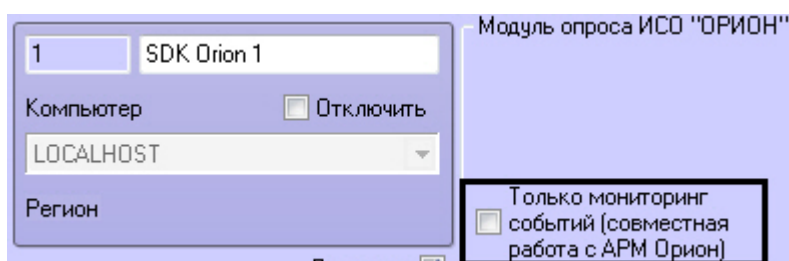 1 SDK Orion 1
Компьютер Отключить
LOCALHOST
Регион
Модуль опроса ИСО "ОРИОН"
Только мониторинг
событий (совместная
работа с АРМ Орион)